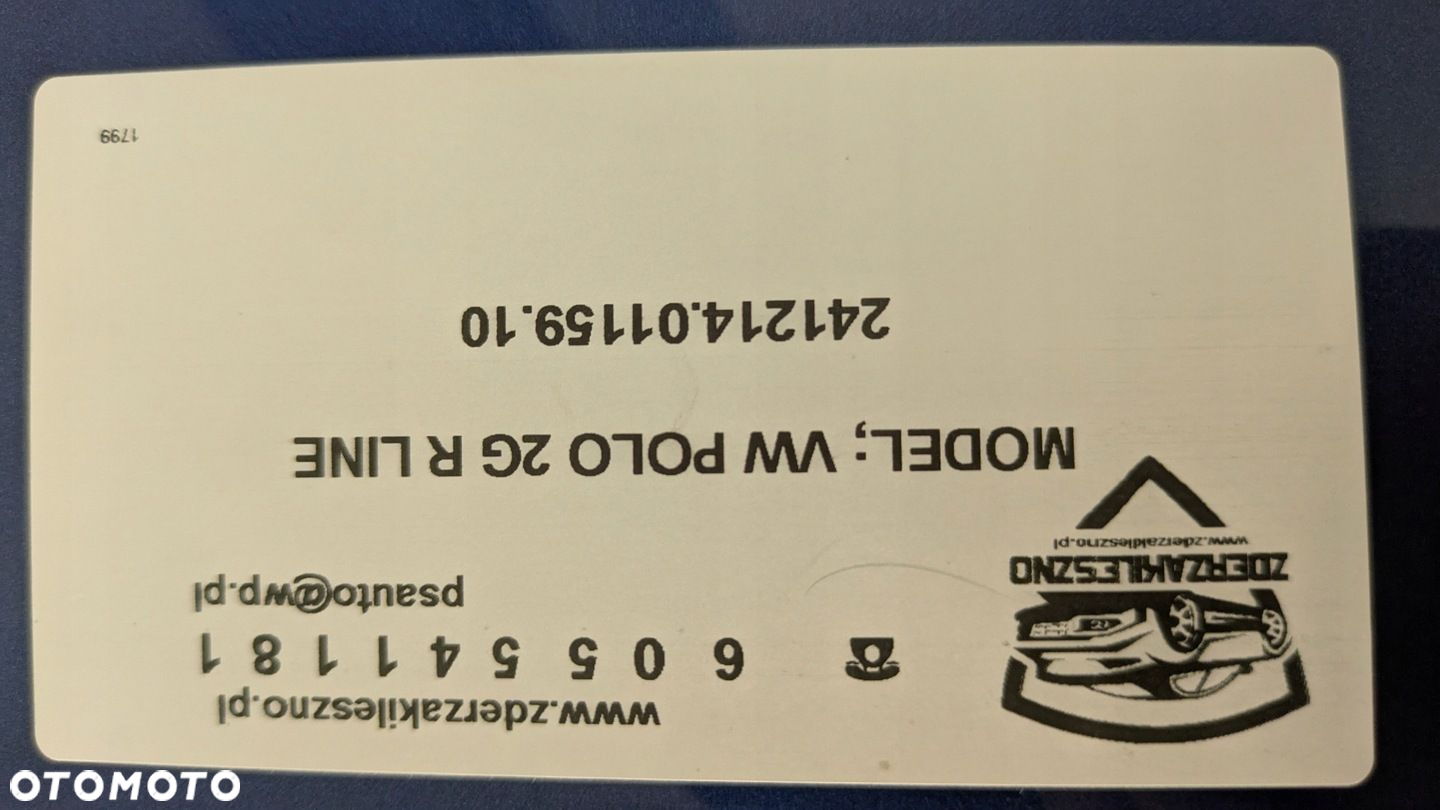 www.zderzakileszno.pl
605541181
psauto@wp.pl
ZDERZAKILESZNO
www.zderzakileszno.pl
MODEL; VW POLO 2G R LINE
241214.01159.10
1799
OTOMOTO